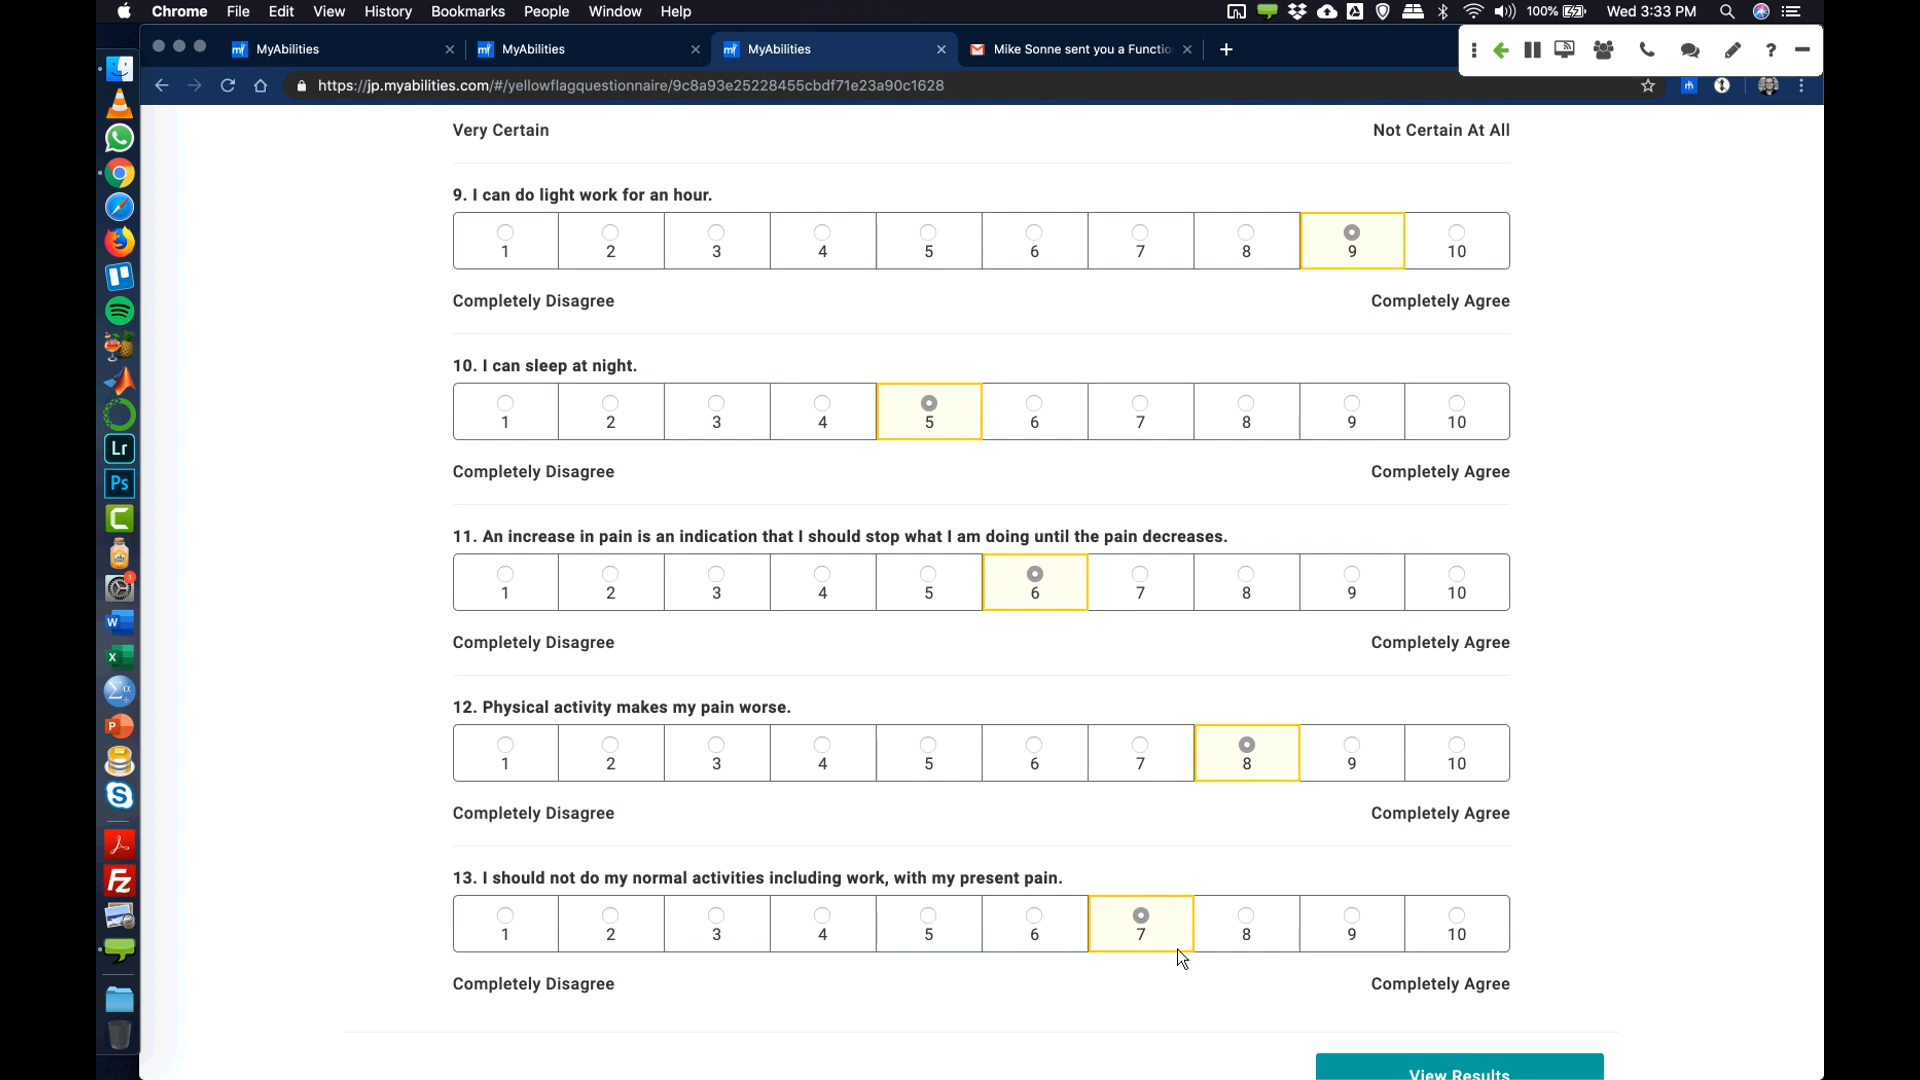 Chrome File Edit View History Bookmarks People Window Help 100% Wed 3:33 PM
MyAbilities MyAbilities MyAbilities Mike Sonne sent you a Functio
https://jp.myabilities.com/#/yellowflagquestionnaire/9c8a93e25228455cbdf71e23a90c1628
Very Certain Not Certain At All
9. I can do light work for an hour.
1 2 3 4 5 6 7 8 9 10
Completely Disagree Completely Agree
10. I can sleep at night.
1 2 3 4 5 6 7 8 9 10
Completely Disagree Completely Agree
11. An increase in pain is an indication that I should stop what I am doing until the pain decreases.
1 2 3 4 5 6 7 8 9 10
Completely Disagree Completely Agree
12. Physical activity makes my pain worse.
1 2 3 4 5 6 7 8 9 10
Completely Disagree Completely Agree
13. I should not do my normal activities including work, with my present pain.
1 2 3 4 5 6 7 8 9 10
Completely Disagree Completely Agree
View Results
Lr
Ps